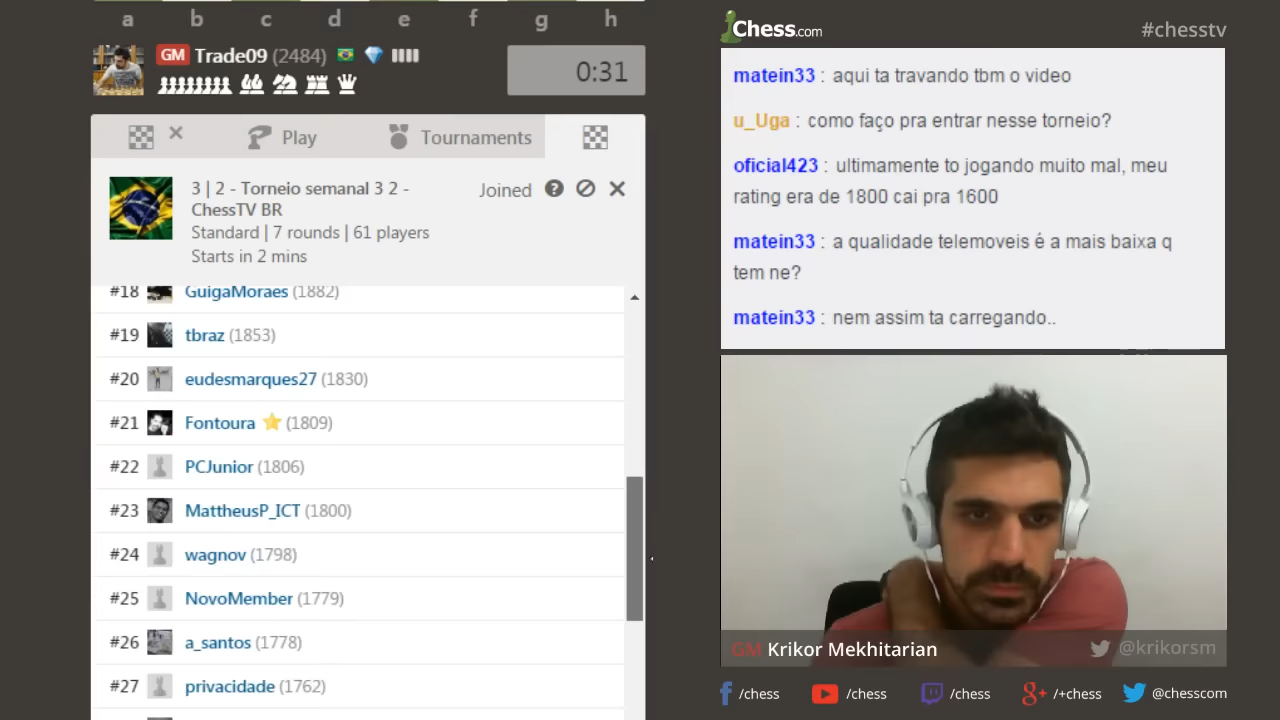 a b c d e f g h
GM Trade09 (2484)
0:31
Play
Tournaments
3 | 2 - Torneio semanal 3 2 -
ChessTV BR
Standard | 7 rounds | 61 players
Starts in 2 mins
Joined
#18 GuigaMoraes (1882)
#19 tbraz (1853)
#20 eudesmarques27 (1830)
#21 Fontoura (1809)
#22 PCJunior (1806)
#23 MattheusP_ICT (1800)
#24 wagnov (1798)
#25 NovoMember (1779)
#26 a_santos (1778)
#27 privacidade (1762)
Chess.com
#chesstv
matein33 : aqui ta travando tbm o video
u_Uga : como faço pra entrar nesse torneio?
oficial423 : ultimamente to jogando muito mal, meu
rating era de 1800 cai pra 1600
matein33 : a qualidade telemoveis é a mais baixa q
tem ne?
matein33 : nem assim ta carregando..
GM Krikor Mekhitarian
@krikorsm
/chess
/chess
/chess
/+chess
@chesscom